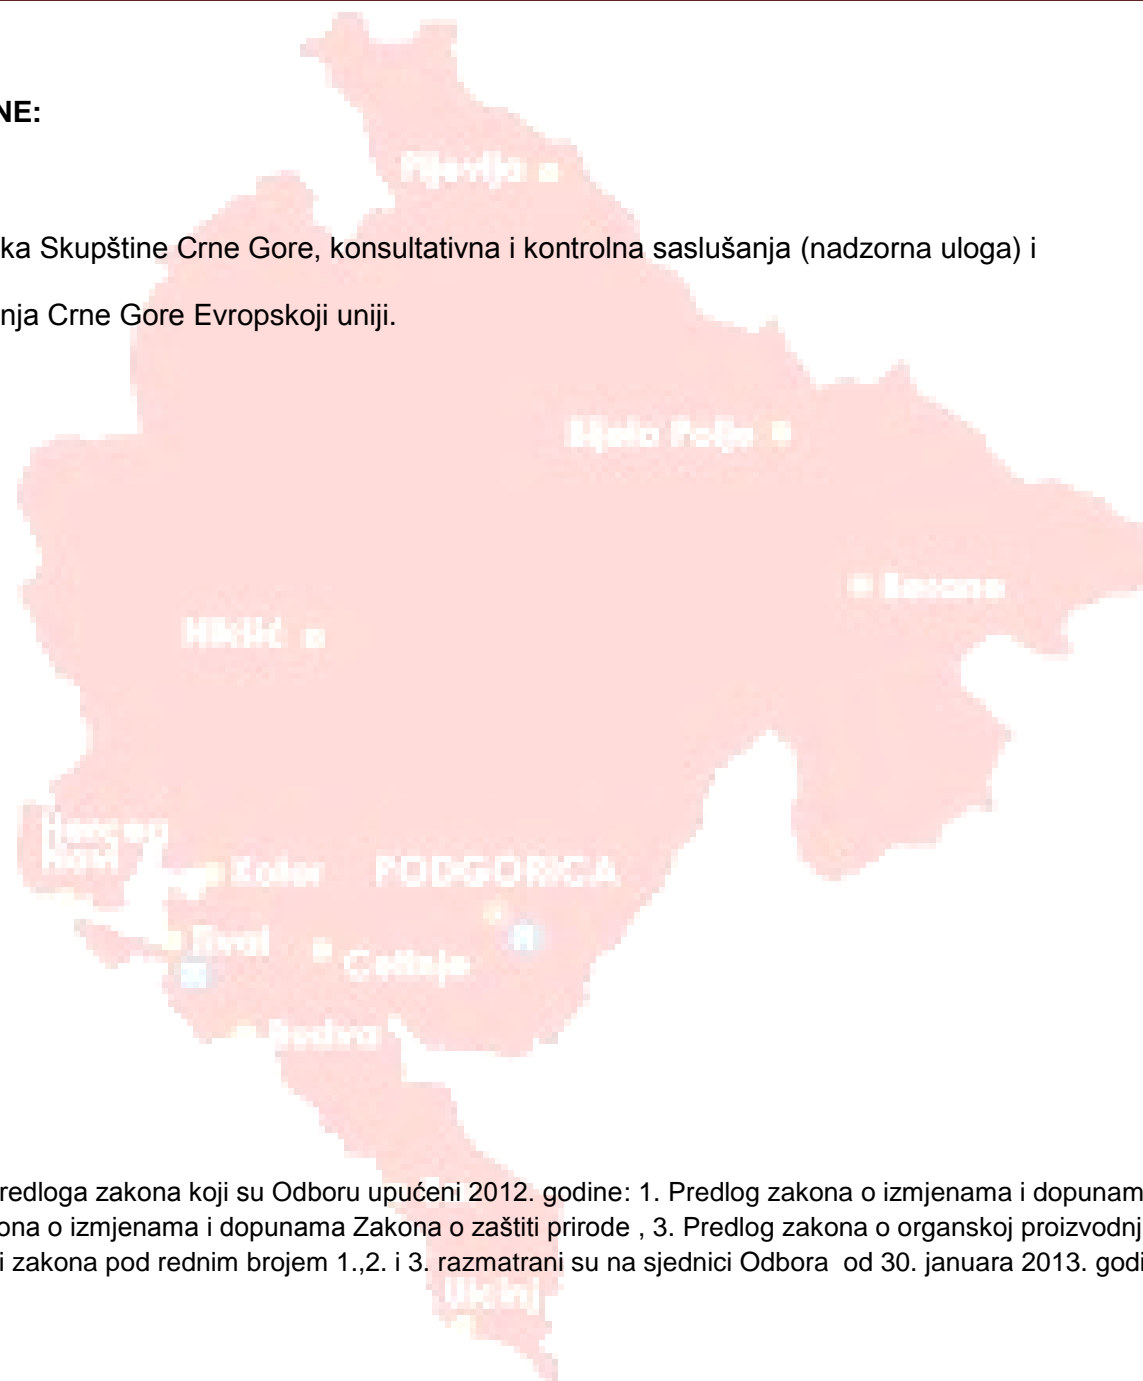 NE:
Pljevlja
ka Skupštine Crne Gore, konsultativna i kontrolna saslušanja (nadzorna uloga) i
nja Crne Gore Evropskoji uniji.
Bijelo Polje
Berane
Nikšić
Herceg
Novi
Kotor
PODGORICA
Tivat
Cetinje
Budva
redloga zakona koji su Odboru upućeni 2012. godine: 1. Predlog zakona o izmjenama i dopunam
ona o izmjenama i dopunama Zakona o zaštiti prirode , 3. Predlog zakona o organskoj proizvodnj
i zakona pod rednim brojem 1.,2. i 3. razmatrani su na sjednici Odbora od 30. januara 2013. godi
Ulcinj